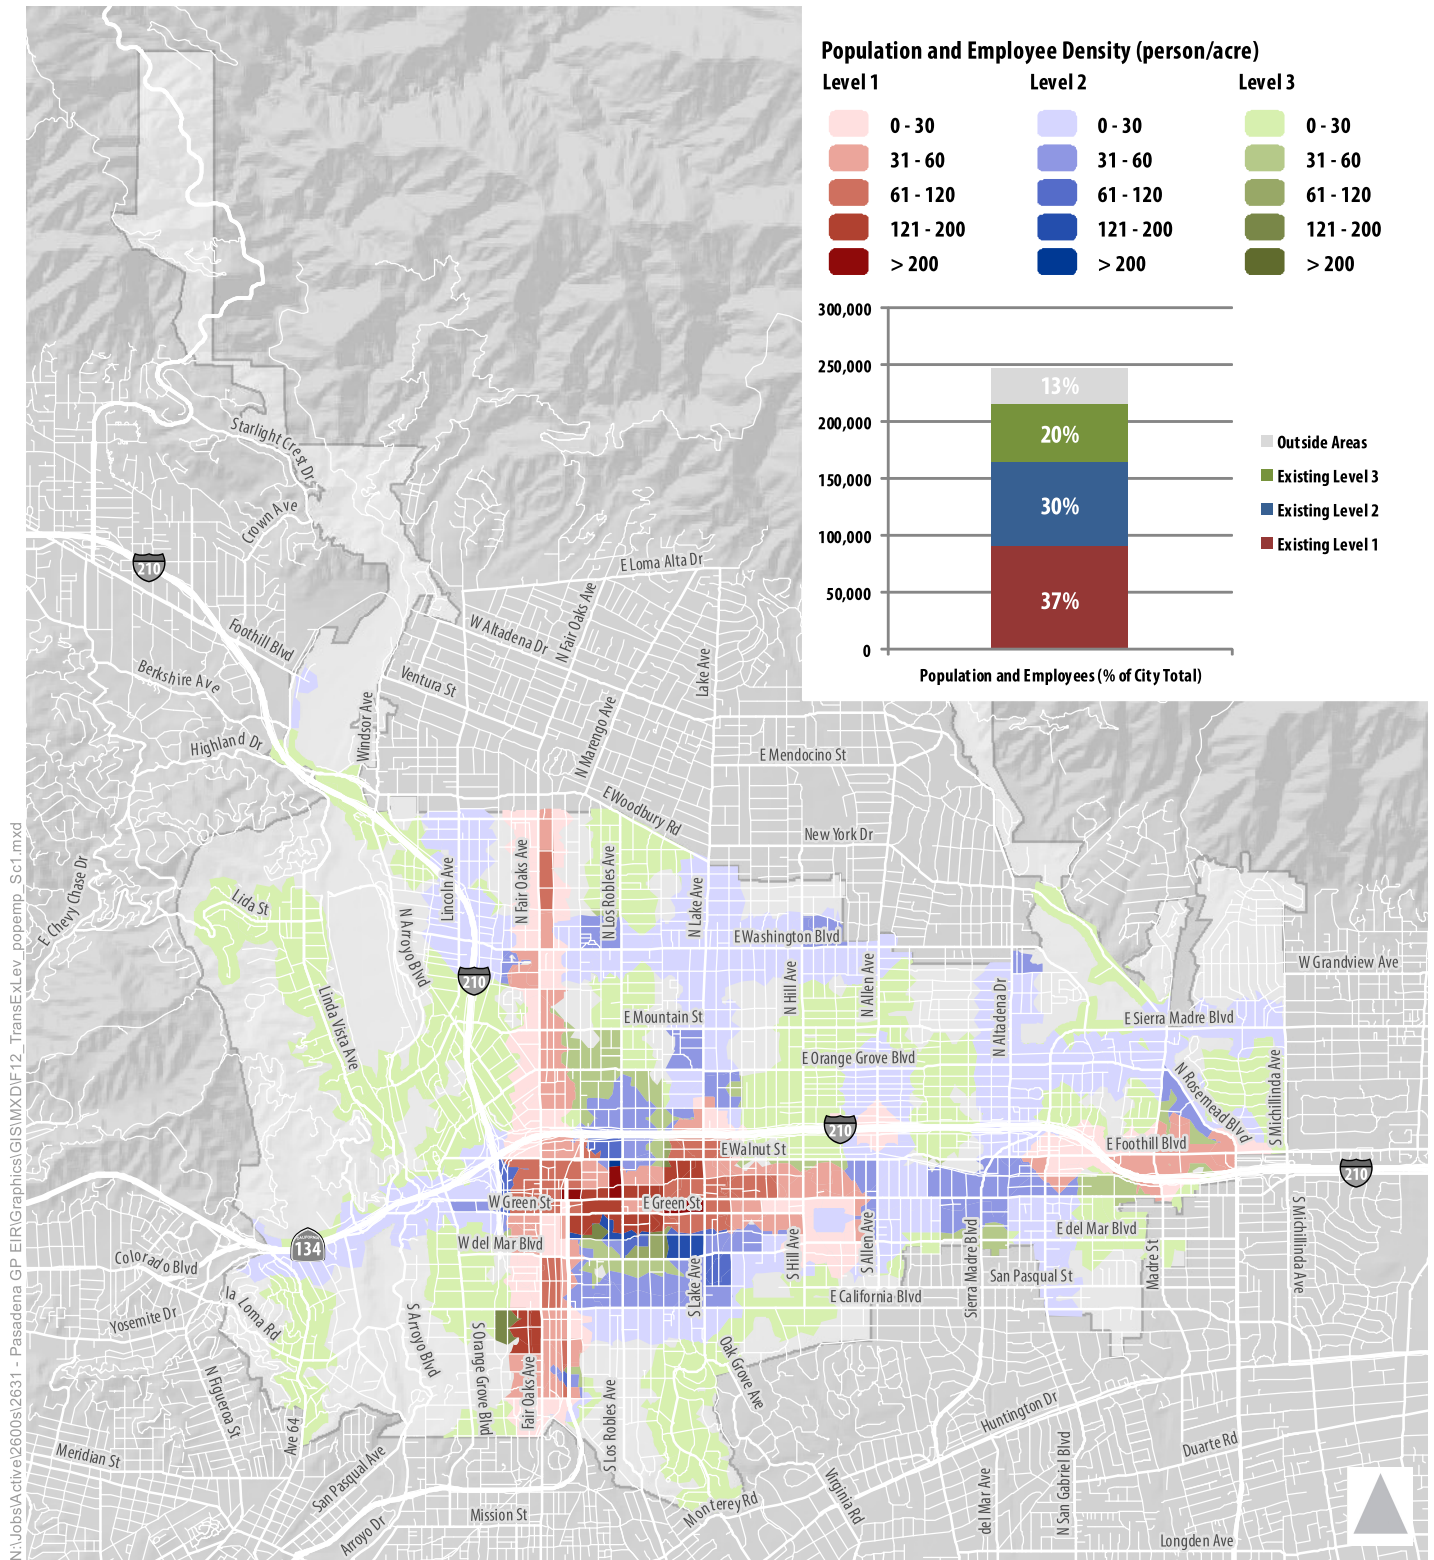 Population and Employee Density (person/acre)
Level 1
Level 2
Level 3
0 - 30
0 - 30
0 - 30
31 - 60
31 - 60
31 - 60
61 - 120
61 - 120
61 - 120
121 - 200
121 - 200
121 - 200
> 200
> 200
> 200
300,000
250,000
200,000
150,000
100,000
50,000
0
13%
20%
30%
37%
Outside Areas
Existing Level 3
Existing Level 2
Existing Level 1
Population and Employees (% of City Total)
Starlight Crest Dr
Crown Ave
210
E Loma Alta Dr
N Fair Oaks Ave
W Altadena Dr
Foothill Blvd
Berkshire Ave
Ventura St
Lake Ave
Windsor Ave
Highland Dr
N Marengo Ave
E Mendocino St
E Woodbury Rd
New York Dr
E Chevy Chase Dr
Lida St
Lincoln Ave
N Fair Oaks Ave
N Los Robles Ave
N Lake Ave
N Arroyo Blvd
E Washington Blvd
W Grandview Ave
210
N Hill Ave
N Allen Ave
Linda Vista Ave
E Mountain St
N Altadena Dr
E Sierra Madre Blvd
E Orange Grove Blvd
N Rosemead Blvd
S Michillinda Ave
210
E Walnut St
E Foothill Blvd
210
W Green St
E Green St
134
W del Mar Blvd
S Hill Ave
S Allen Ave
Sierra Madre Blvd
E del Mar Blvd
Madre St
S Michillinda Ave
Colorado Blvd
S Lake Ave
San Pasqual St
E California Blvd
la Loma Rd
Yosemite Dr
S Arroyo Blvd
S Orange Grove Blvd
Fair Oaks Ave
Oak Grove Ave
N Figueroa St
S Los Robles Ave
Ave 64
Huntington Dr
Meridian St
San Pasqual Ave
Duarte Rd
N San Gabriel Blvd
del Mar Ave
Virginia Rd
Arroyo Dr
Mission St
Monterey Rd
Longden Ave
N:\Jobs\Active\2600s\2631 - Pasadena GP EIR\Graphics\GIS\MXD\F12_TransExLev_popemp_Sc1.mxd